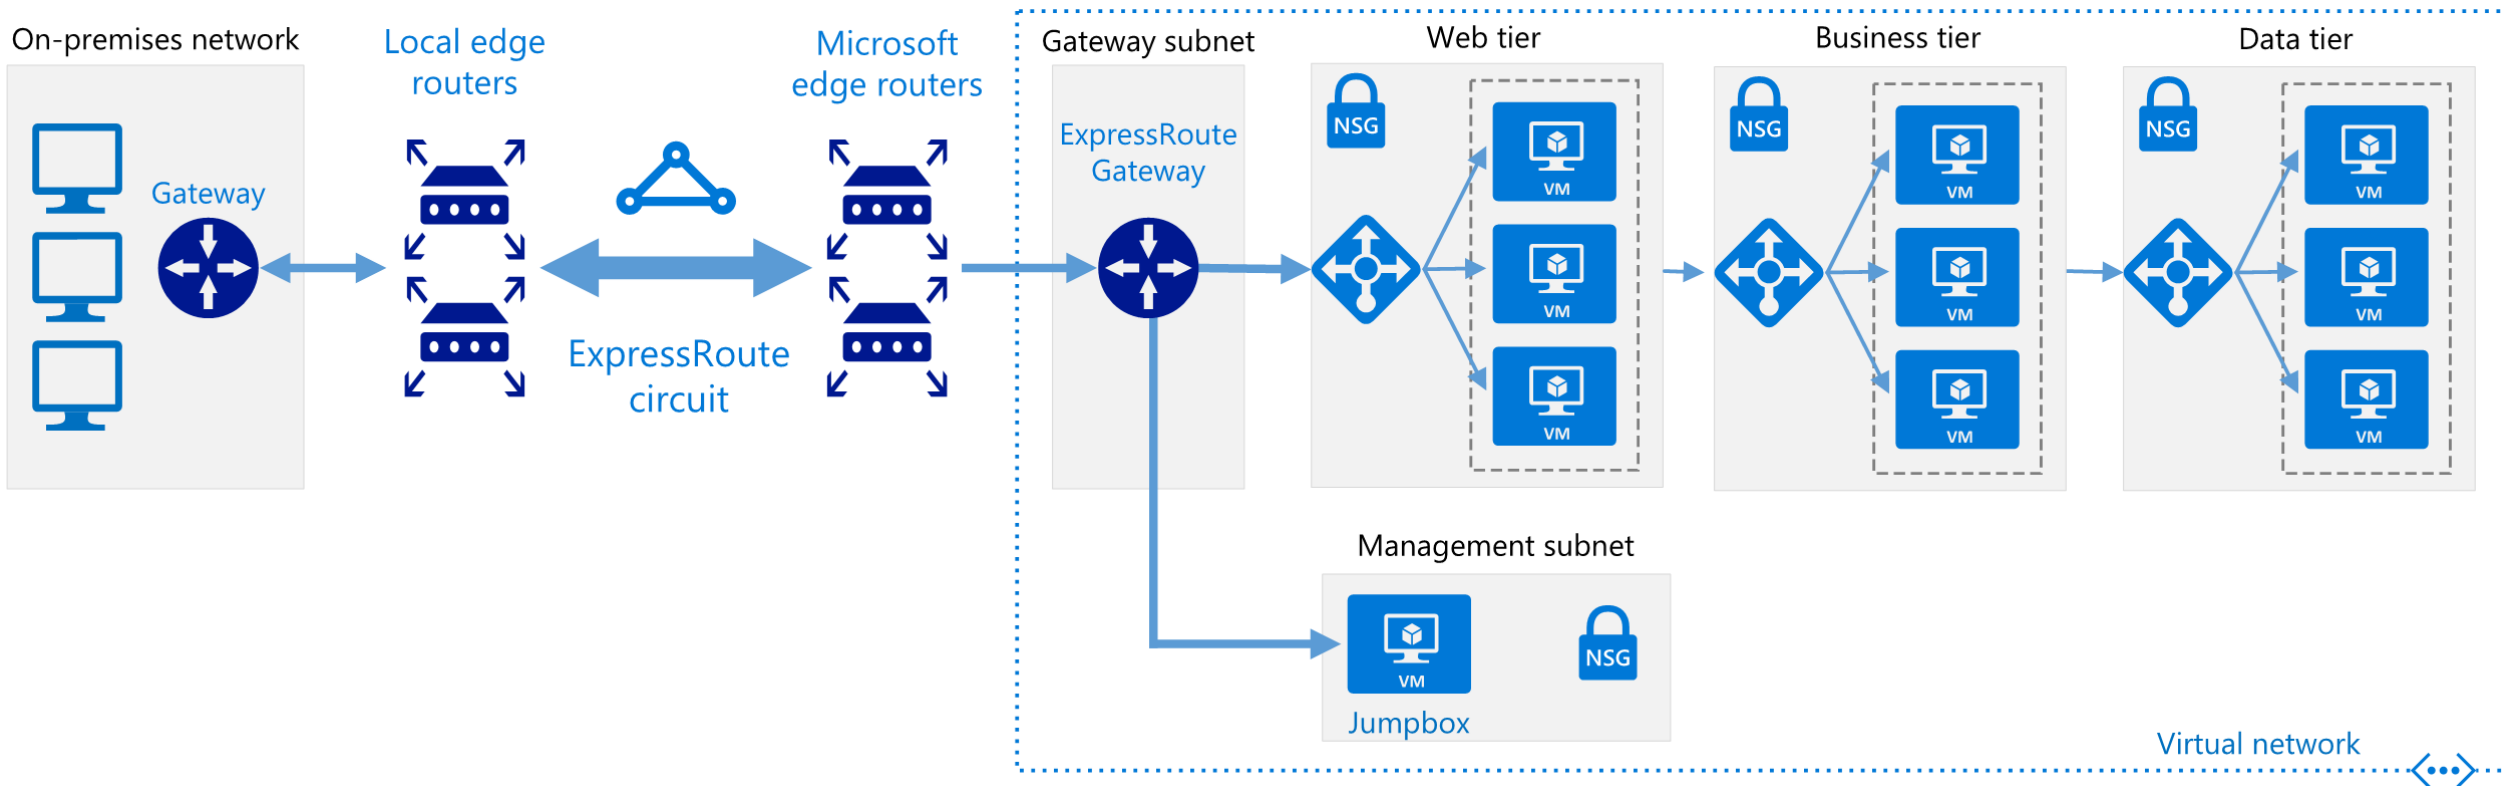 On-premises network
Gateway
Local edge
routers
ExpressRoute
circuit
Microsoft
edge routers
Gateway subnet
ExpressRoute
Gateway
Web tier
NSG
VM
VM
VM
Business tier
NSG
VM
VM
VM
Data tier
NSG
VM
VM
VM
Management subnet
VM
NSG
Jumpbox
Virtual network